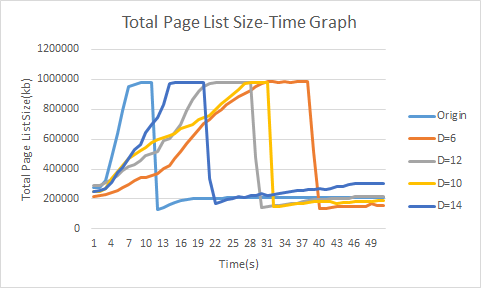 Total Page List Size-Time Graph
1200000
1000000
800000
600000
400000
200000
0
Total Page List Size(kb)
1 4 7 10 13 16 19 22 25 28 31 34 37 40 43 46 49
Time(s)
Origin
D=6
D=12
D=10
D=14